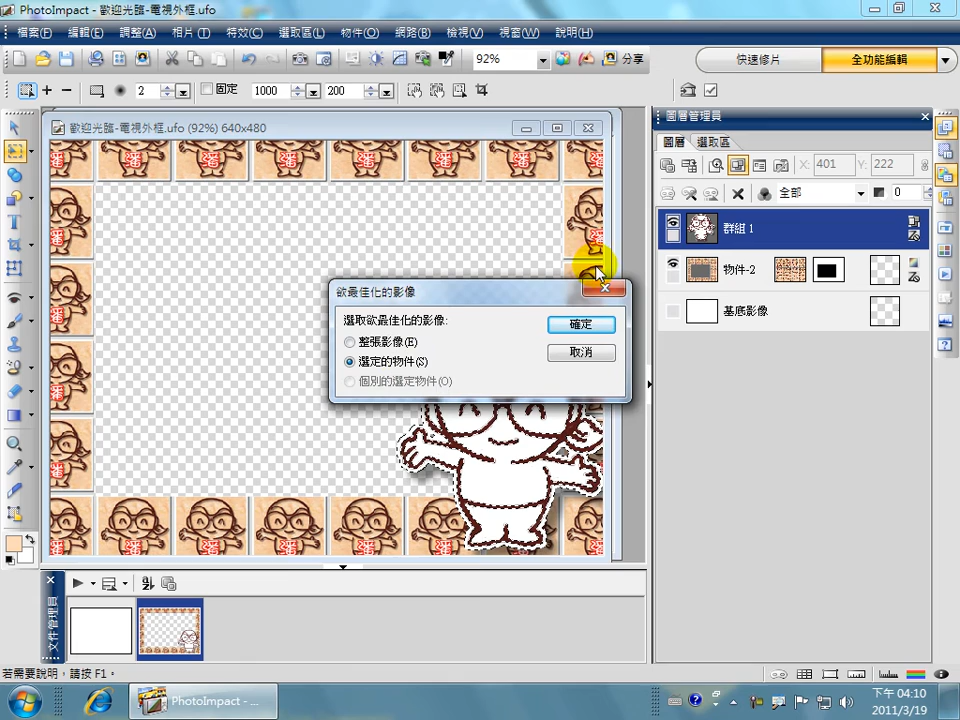 PhotoImpact - 歡迎光臨-電視外框.ufo
檔案(F) 編輯(E) 調整(A) 相片(T) 特效(C) 選取區(L) 物件(O) 網路(B) 檢視(V) 視窗(W) 說明(H)
92% 分享 快速修片 全功能編輯
2 固定 1000 200
歡迎光臨-電視外框.ufo (92%) 640x480
圖層管理員
圖層 選取區
X: 401 Y: 222
全部 0
群組 1
物件-2
基底影像
欲最佳化的影像
選取欲最佳化的影像:
整張影像(E)
選定的物件(S)
個別的選定物件(O)
確定
取消
文件管理員
若需要說明，請按 F1。
PhotoImpact - ...
下午 04:10
2011/3/19